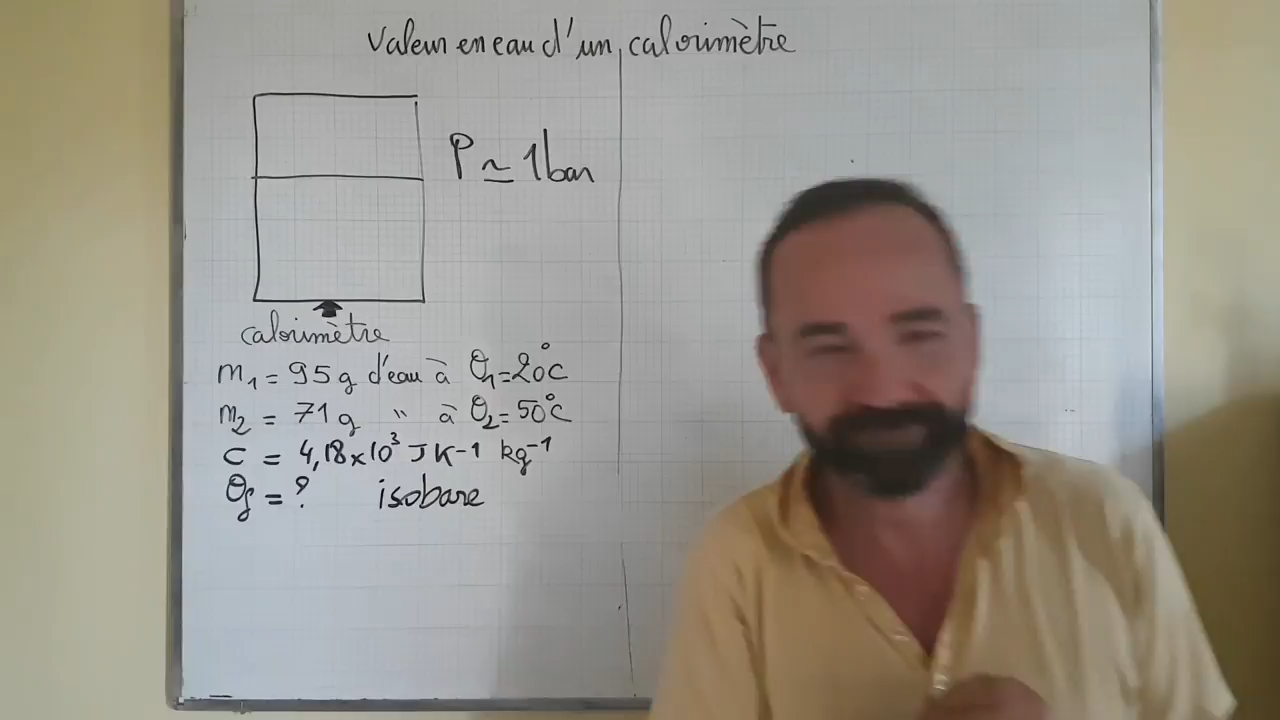 Valeur en eau d'un calorimètre
P ≃ 1 bar
calorimètre
m₁ = 95 g d'eau à θ₁ = 20°C
m₂ = 71 g " à θ₂ = 50°C
c = 4,18×10³ J K-1 kg⁻¹
θf = ? isobare